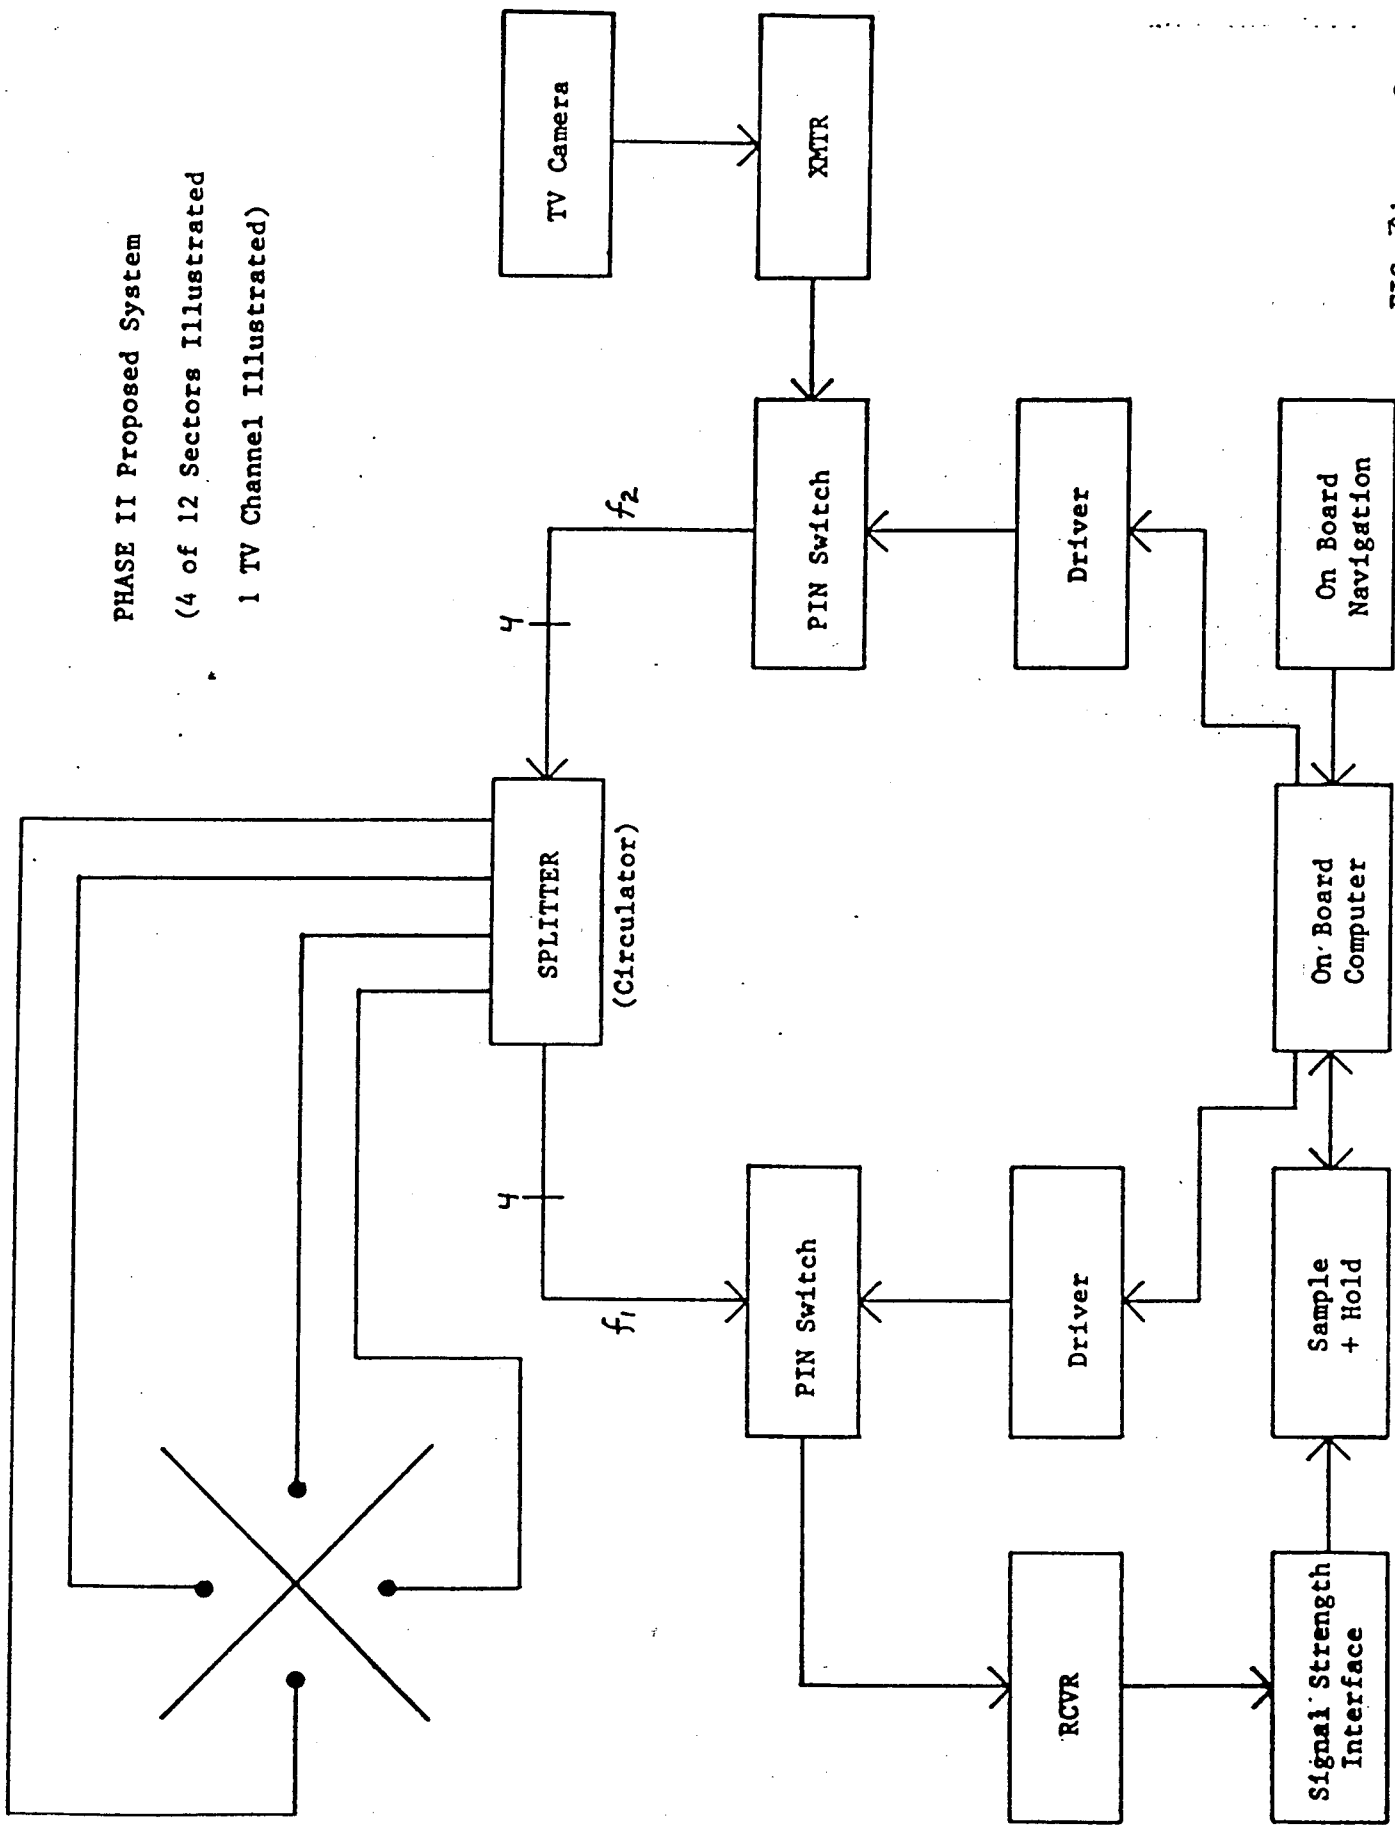 PHASE II Proposed System
(4 of 12 Sectors Illustrated
1 TV Channel Illustrated)
SPLITTER
(Circulator)
4
f1
4
f2
TV Camera
XMTR
PIN Switch
PIN Switch
Driver
Driver
RCVR
Signal Strength
Interface
Sample
+ Hold
On Board
Computer
On Board
Navigation